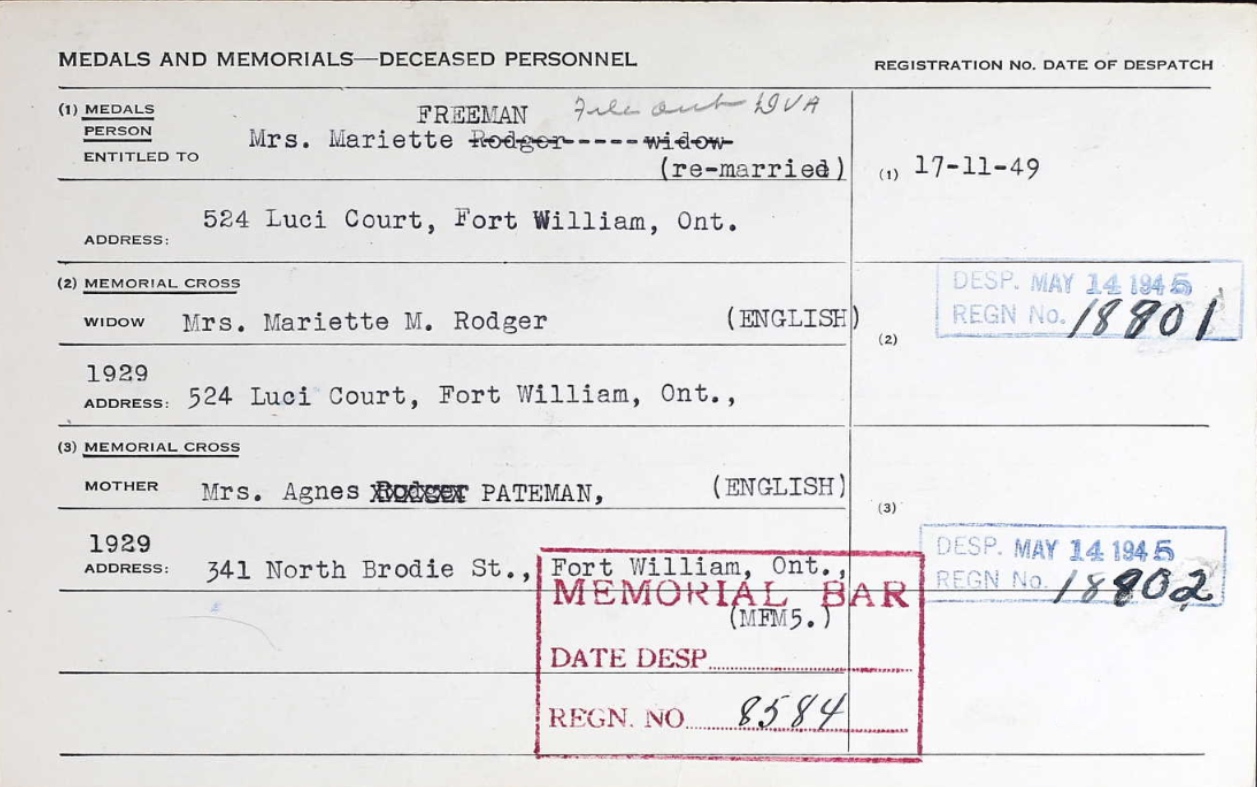 MEDALS AND MEMORIALS—DECEASED PERSONNEL
REGISTRATION NO. DATE OF DESPATCH
(1) MEDALS
PERSON
ENTITLED TO
FREEMAN File out DVA
Mrs. Mariette Rodger-----widow
(re-married)
(1) 17-11-49
ADDRESS: 524 Luci Court, Fort William, Ont.
(2) MEMORIAL CROSS
WIDOW Mrs. Mariette M. Rodger (ENGLISH)
(2)
DESP. MAY 14 1945
REGN No. 18801
1929
ADDRESS: 524 Luci Court, Fort William, Ont.,
(3) MEMORIAL CROSS
MOTHER Mrs. Agnes Rodger PATEMAN, (ENGLISH)
(3)
DESP. MAY 14 1945
REGN No. 18802
1929
ADDRESS: 341 North Brodie St., Fort William, Ont.,
MEMORIAL BAR
(MFM5.)
DATE DESP
REGN. NO 8584